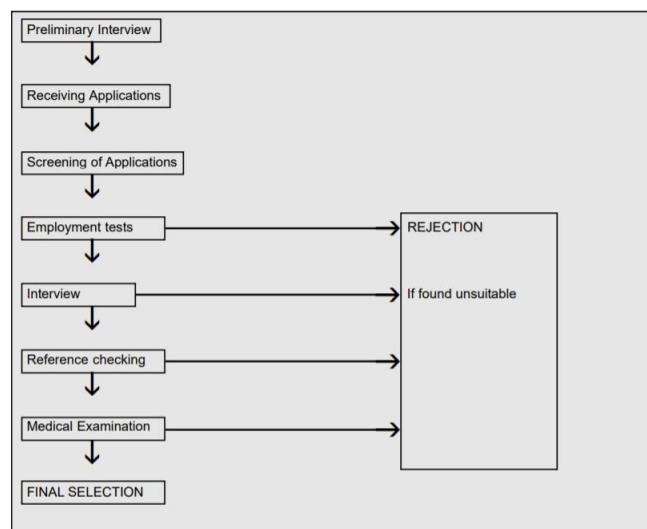 Preliminary Interview
Receiving Applications
Screening of Applications
Employment tests
REJECTION
Interview
If found unsuitable
Reference checking
Medical Examination
FINAL SELECTION